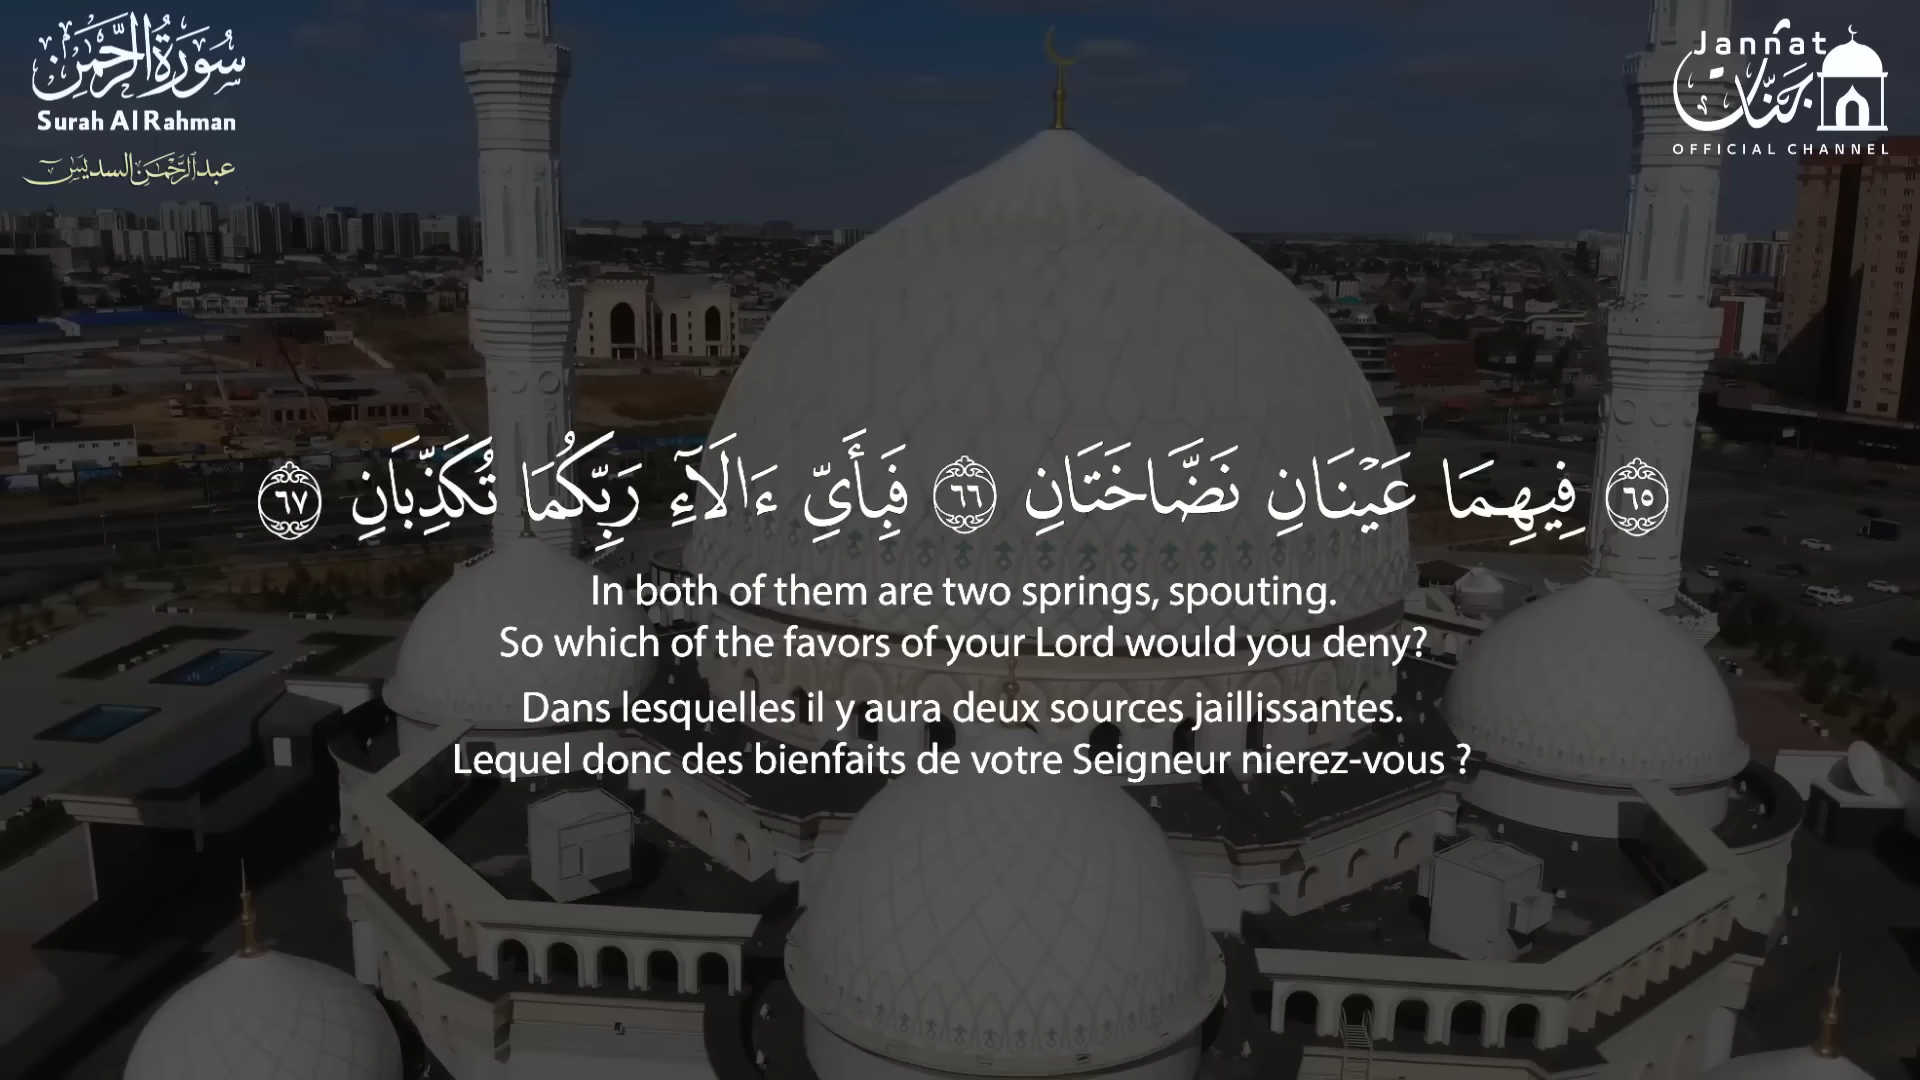 سُورَةُ الرَّحْمَٰن
Surah Al Rahman
عبد الرَّحْمَٰن السديس
Jannat
جَنَّات
OFFICIAL CHANNEL
٦٥ فِيهِمَا عَيْنَانِ نَضَّاخَتَانِ ٦٦ فَبِأَيِّ ءَالَآءِ رَبِّكُمَا تُكَذِّبَانِ ٦٧
In both of them are two springs, spouting.
So which of the favors of your Lord would you deny?
Dans lesquelles il y aura deux sources jaillissantes.
Lequel donc des bienfaits de votre Seigneur nierez-vous ?